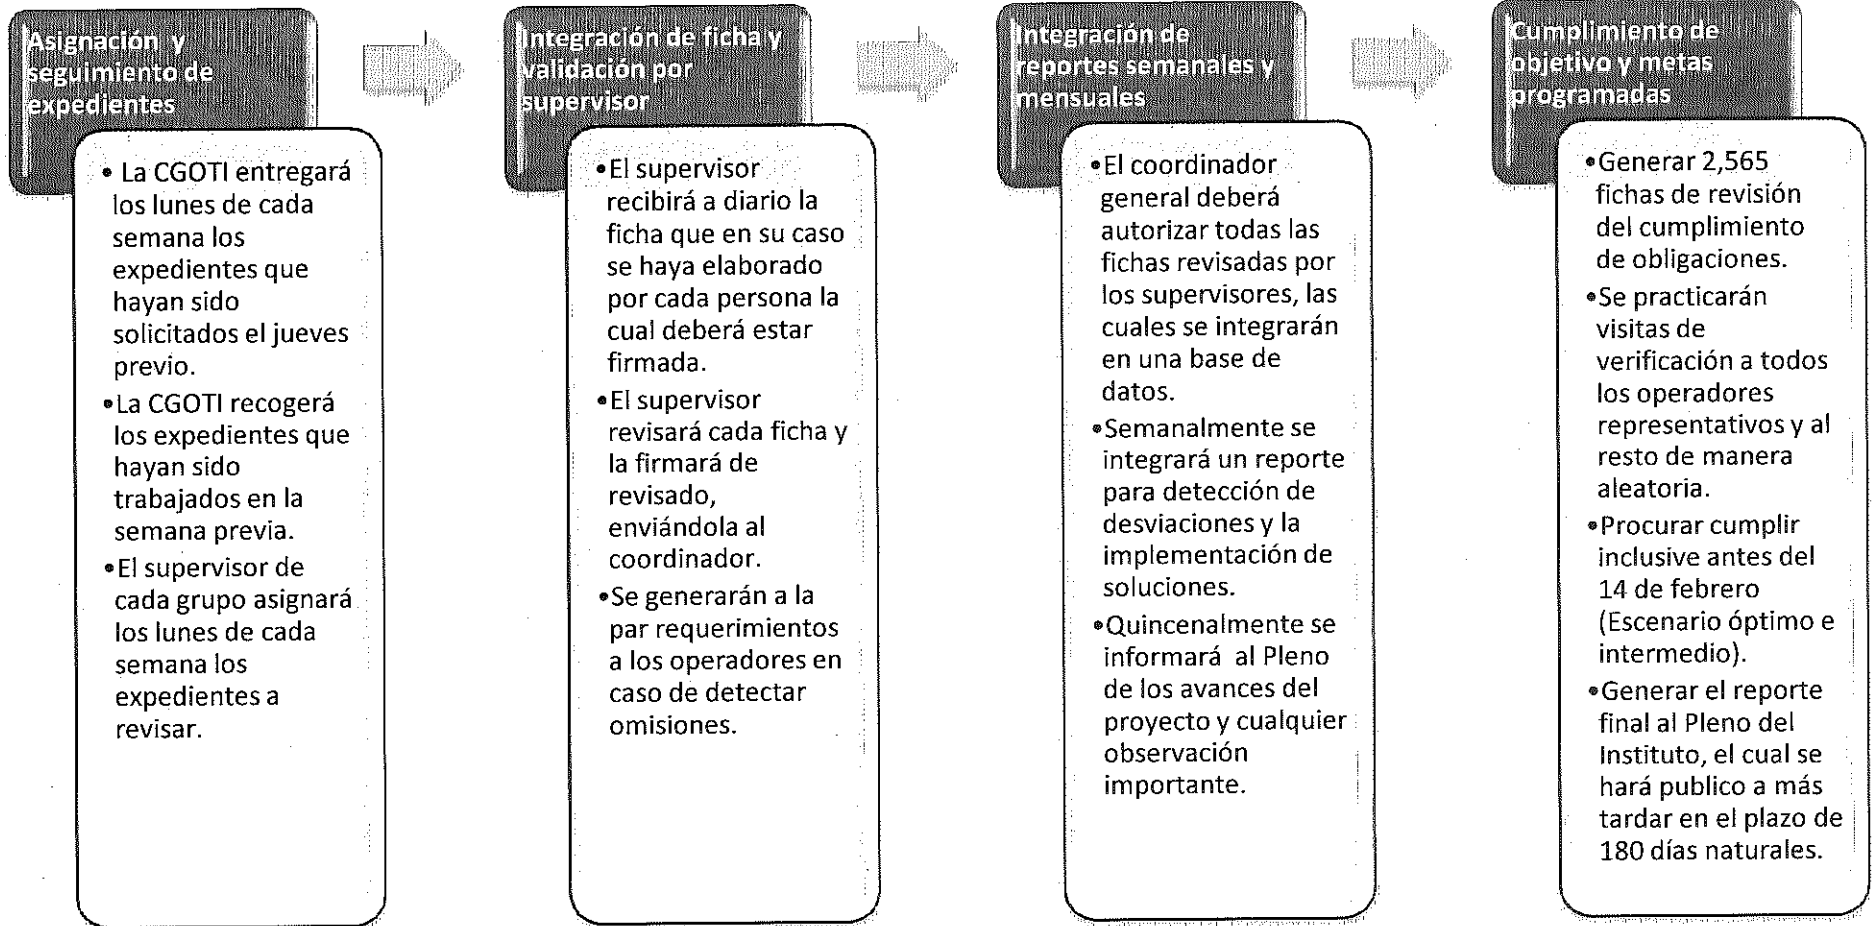 Asignación y
seguimiento de
expedientes
• La CGOTI entregará
los lunes de cada
semana los
expedientes que
hayan sido
solicitados el jueves
previo.
•La CGOTI recogerá
los expedientes que
hayan sido
trabajados en la
semana previa.
•El supervisor de
cada grupo asignará
los lunes de cada
semana los
expedientes a
revisar.
Integración de ficha y
validación por
supervisor
•El supervisor
recibirá a diario la
ficha que en su caso
se haya elaborado
por cada persona la
cual deberá estar
firmada.
•El supervisor
revisará cada ficha y
la firmará de
revisado,
enviándola al
coordinador.
•Se generarán a la
par requerimientos
a los operadores en
caso de detectar
omisiones.
Integración de
reportes semanales y
mensuales
•El coordinador
general deberá
autorizar todas las
fichas revisadas por
los supervisores, las
cuales se integrarán
en una base de
datos.
•Semanalmente se
integrará un reporte
para detección de
desviaciones y la
implementación de
soluciones.
•Quincenalmente se
informará al Pleno
de los avances del
proyecto y cualquier
observación
importante.
Cumplimiento de
objetivo y metas
programadas
•Generar 2,565
fichas de revisión
del cumplimiento
de obligaciones.
•Se practicarán
visitas de
verificación a todos
los operadores
representativos y al
resto de manera
aleatoria.
•Procurar cumplir
inclusive antes del
14 de febrero
(Escenario óptimo e
intermedio).
•Generar el reporte
final al Pleno del
Instituto, el cual se
hará publico a más
tardar en el plazo de
180 días naturales.